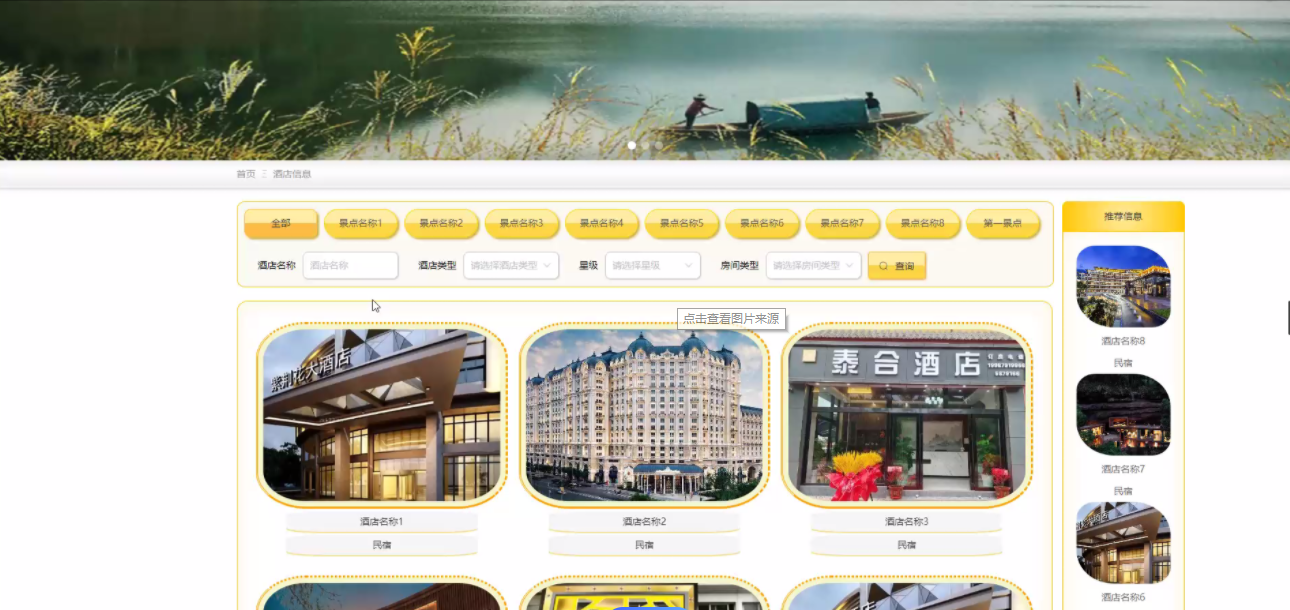 首页
酒店信息
全部 景点名称1 景点名称2 景点名称3 景点名称4 景点名称5 景点名称6 景点名称7 景点名称8 第一景点
酒店名称 酒店名称 酒店类型 请选择酒店类型 星级 请选择星级 房间类型 请选择房间类型 查询
点击查看图片来源
紫荆花大酒店
泰合酒店
酒店名称1 酒店名称2 酒店名称3
民宿 民宿 民宿
推荐信息
酒店名称8
民宿
酒店名称7
民宿
酒店名称6